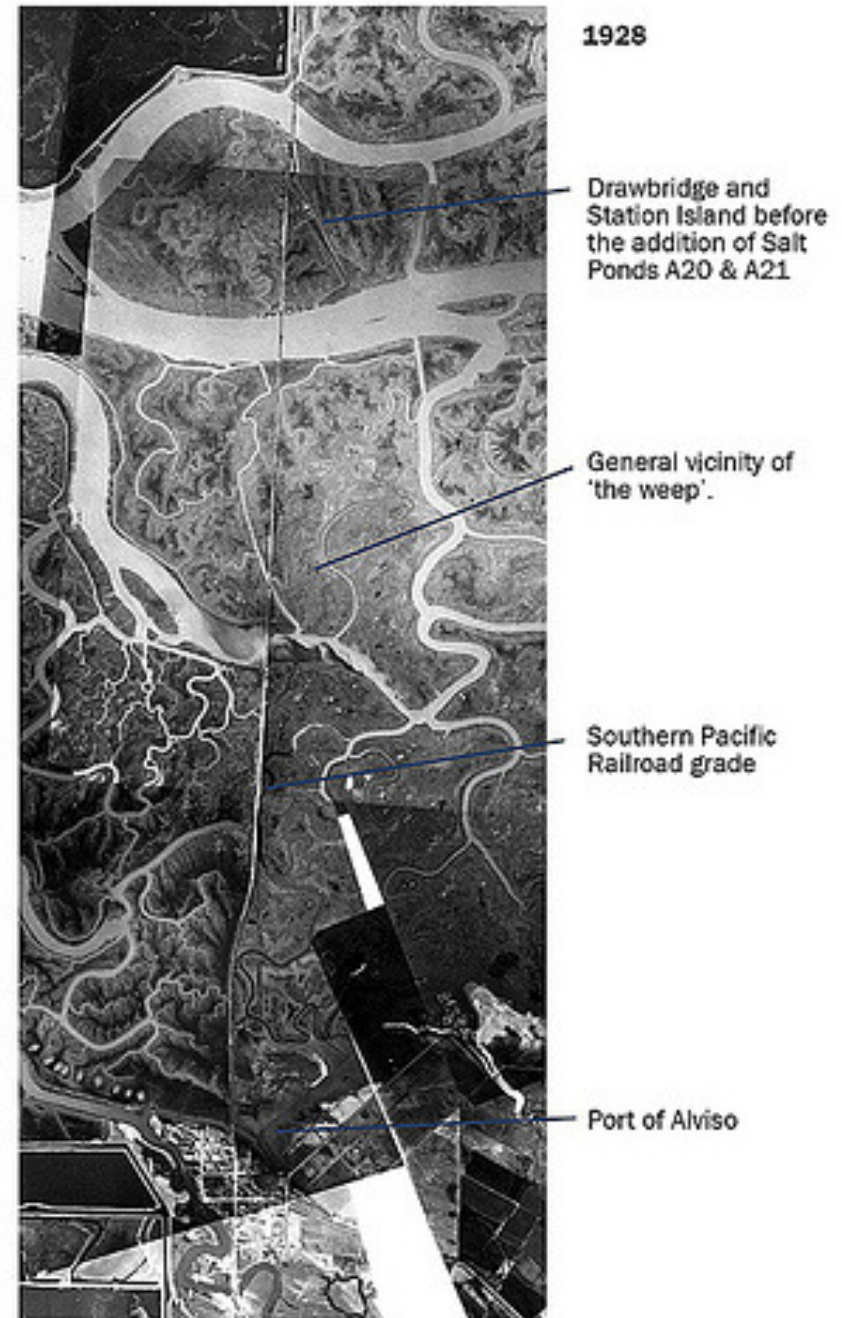 1928
Drawbridge and
Station Island before
the addition of Salt
Ponds A20 & A21
General vicinity of
‘the weep’.
Southern Pacific
Railroad grade
Port of Alviso